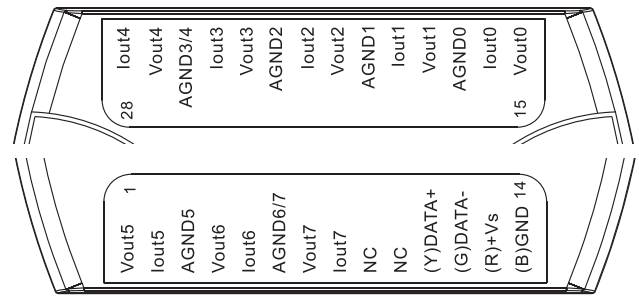 Iout4
Vout4
AGND3/4
Iout3
Vout3
AGND2
Iout2
Vout2
AGND1
Iout1
Vout1
AGND0
Iout0
Vout0
28
15
1
Vout5
Iout5
AGND5
Vout6
Iout6
AGND6/7
Vout7
Iout7
NC
NC
(Y)DATA+
(G)DATA-
(R)+Vs
(B)GND 14